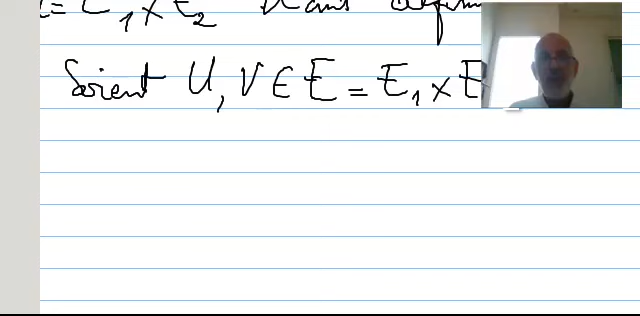 = E₁ × E₂
Soient U, V ∈ E = E₁ × E